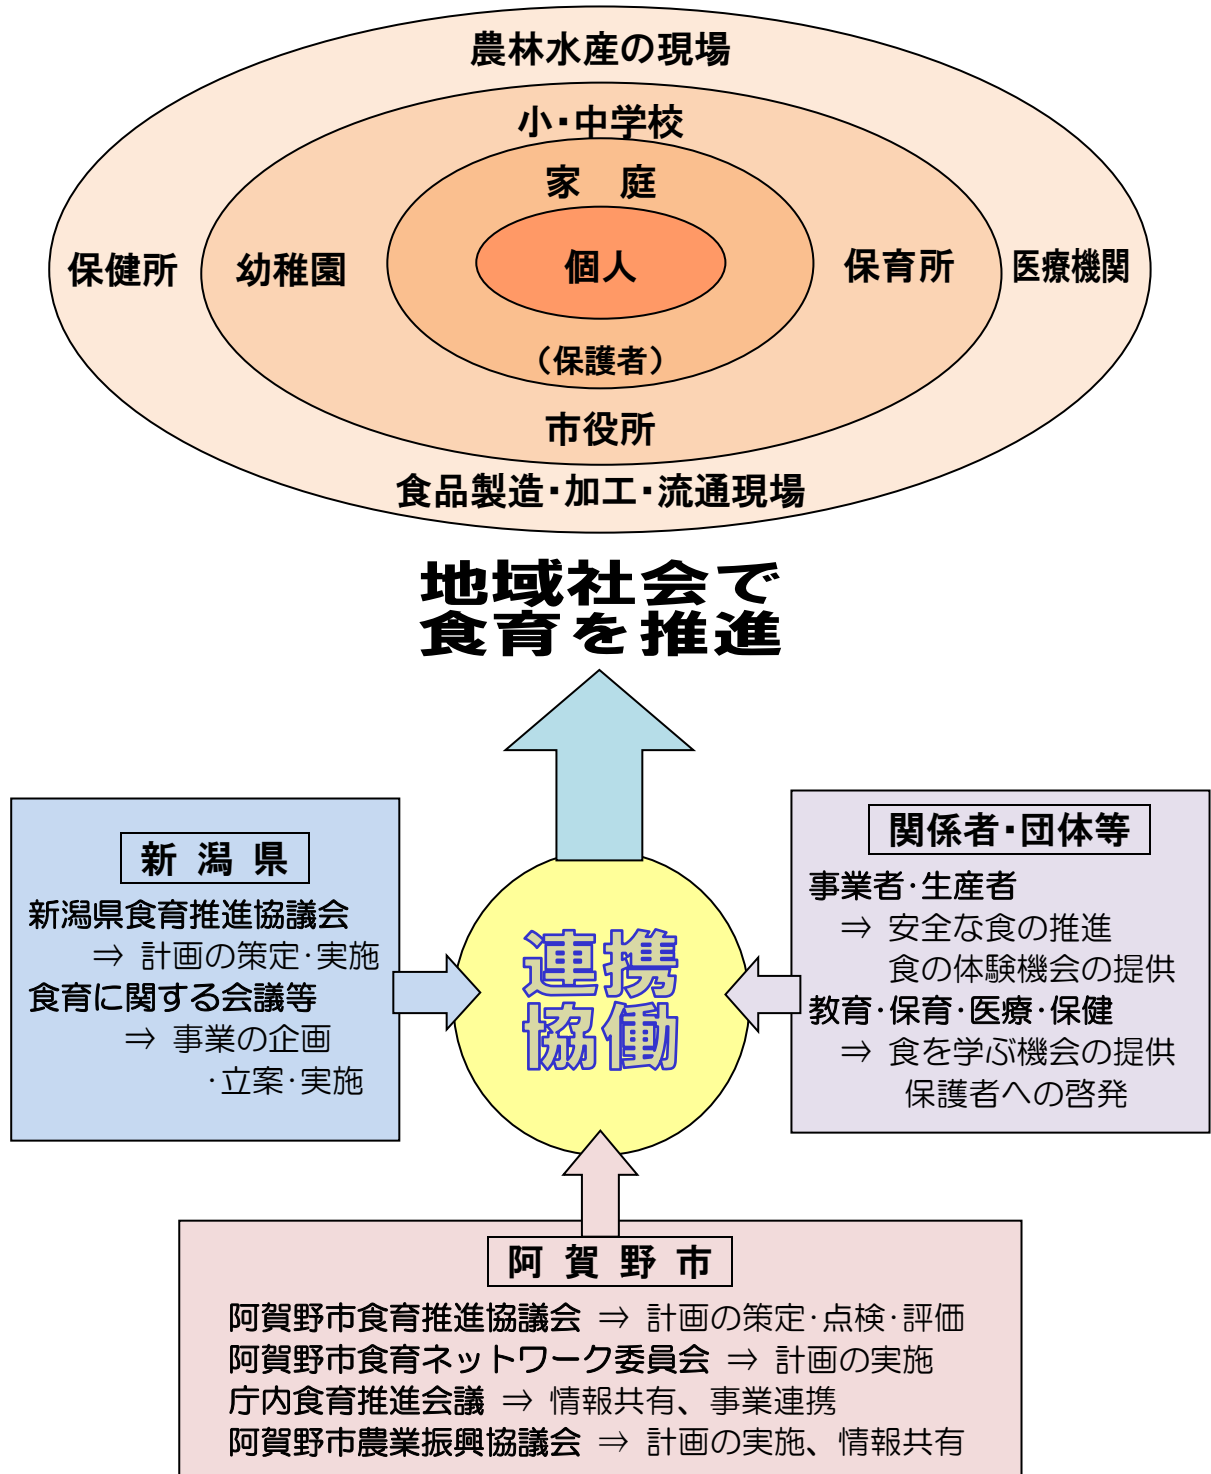 農林水産の現場
小・中学校
家　庭
保健所
幼稚園
個人
保育所
医療機関
（保護者）
市役所
食品製造・加工・流通現場
地域社会で
食育を推進
新 潟 県
新潟県食育推進協議会
⇒ 計画の策定・実施
食育に関する会議等
⇒ 事業の企画
・立案・実施
連携
協働
関係者・団体等
事業者・生産者
⇒ 安全な食の推進
食の体験機会の提供
教育・保育・医療・保健
⇒ 食を学ぶ機会の提供
保護者への啓発
阿 賀 野 市
阿賀野市食育推進協議会 ⇒ 計画の策定・点検・評価
阿賀野市食育ネットワーク委員会 ⇒ 計画の実施
庁内食育推進会議 ⇒ 情報共有、事業連携
阿賀野市農業振興協議会 ⇒ 計画の実施、情報共有